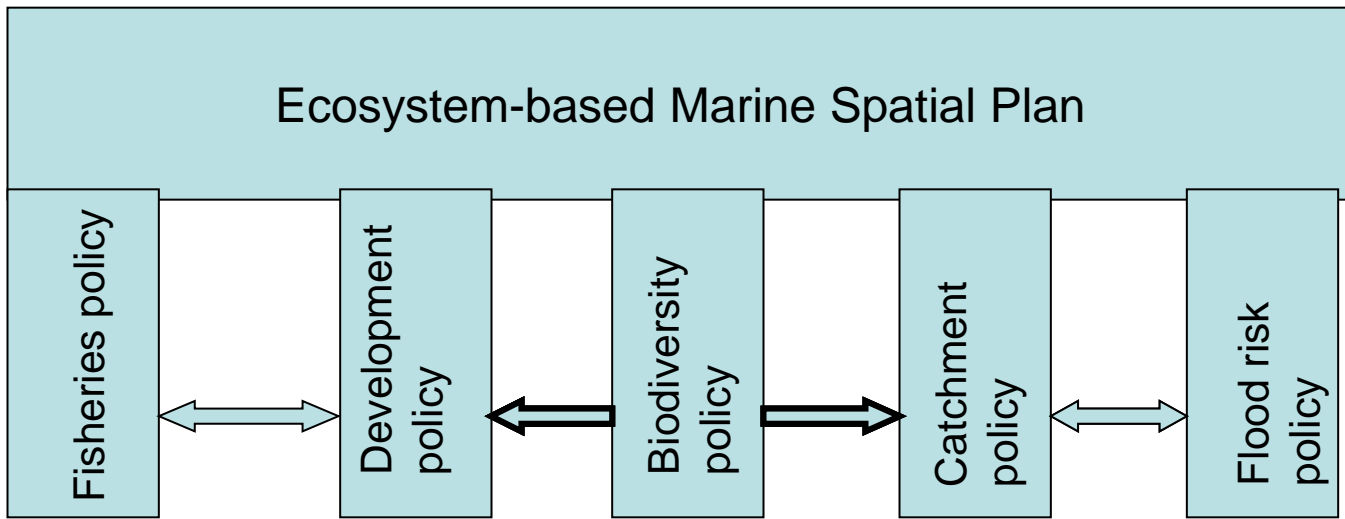 Ecosystem-based Marine Spatial Plan
Fisheries policy
Development
policy
Biodiversity
policy
Catchment
policy
Flood risk
policy